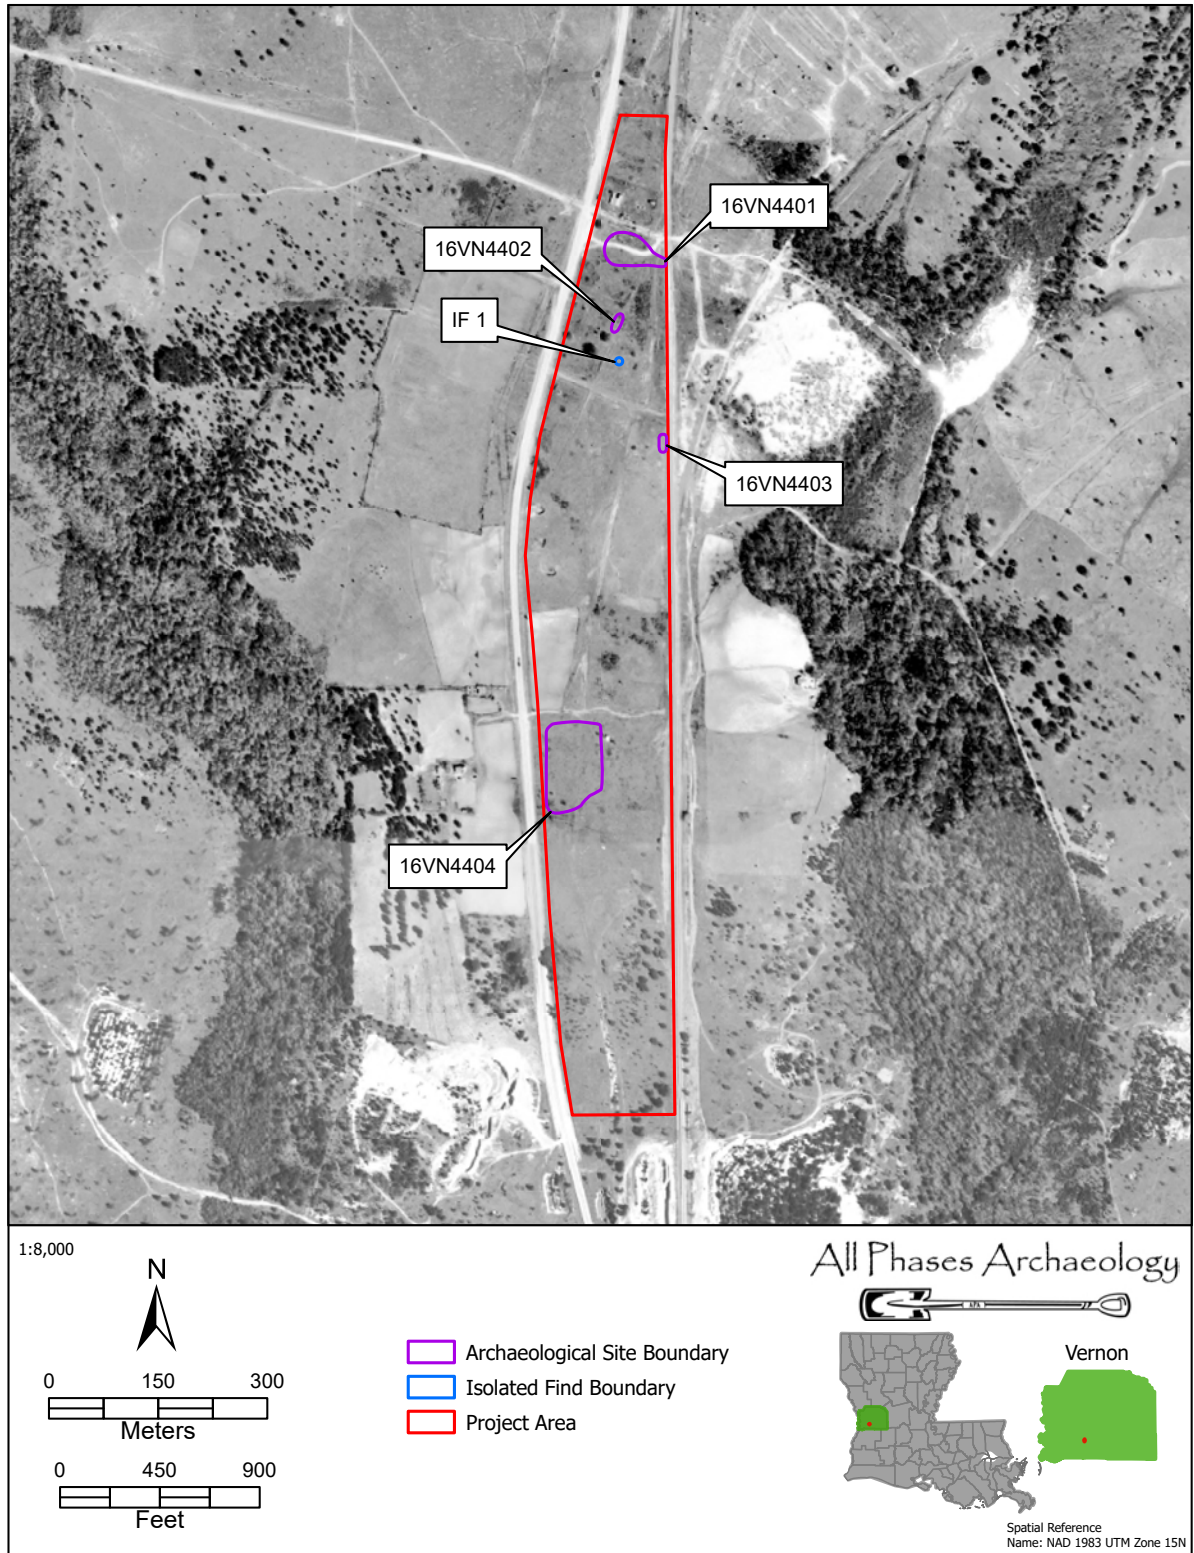 16VN4401
16VN4402
IF 1
16VN4403
16VN4404
1:8,000
N
0 150 300
Meters
0 450 900
Feet
Archaeological Site Boundary
Isolated Find Boundary
Project Area
All Phases Archaeology
APA
Vernon
Spatial Reference
Name: NAD 1983 UTM Zone 15N